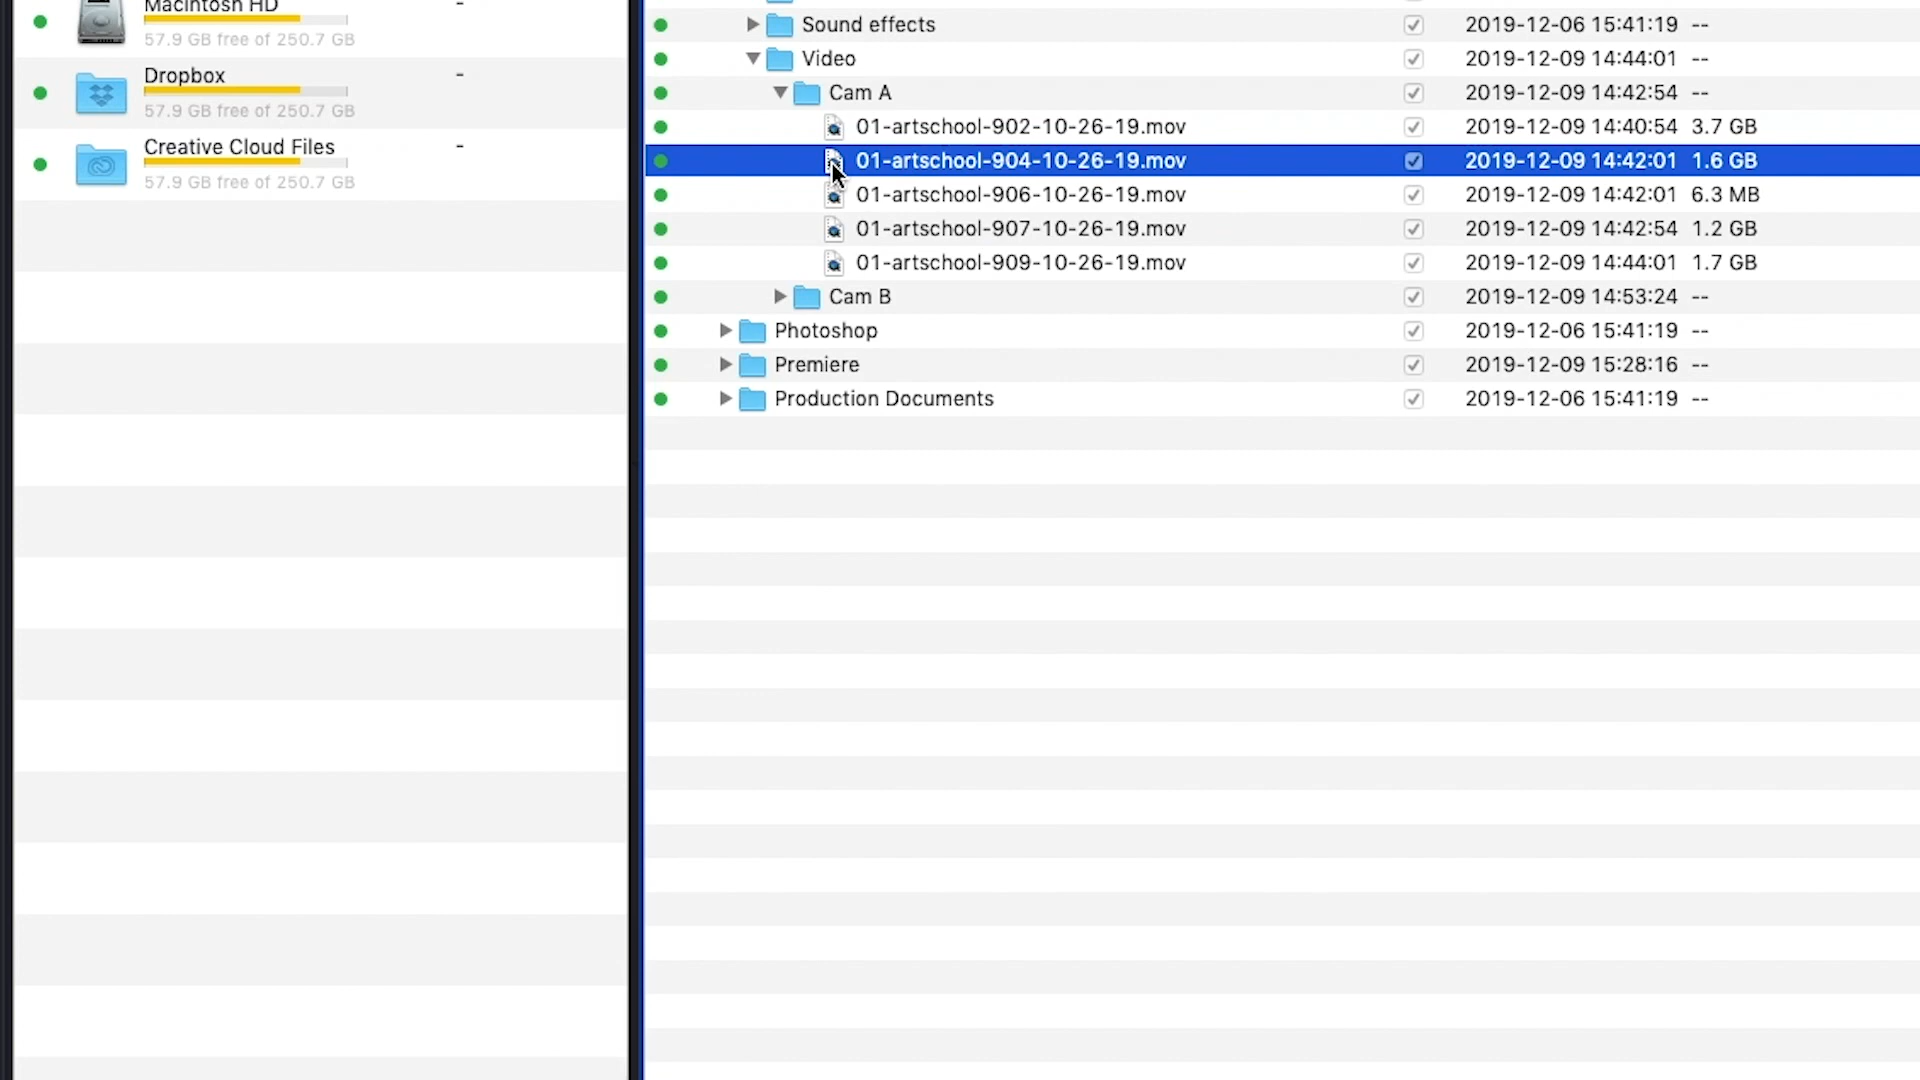 Macintosh HD -
57.9 GB free of 250.7 GB
Dropbox -
57.9 GB free of 250.7 GB
Creative Cloud Files -
57.9 GB free of 250.7 GB
Sound effects 2019-12-06 15:41:19 --
Video 2019-12-09 14:44:01 --
Cam A 2019-12-09 14:42:54 --
01-artschool-902-10-26-19.mov 2019-12-09 14:40:54 3.7 GB
01-artschool-904-10-26-19.mov 2019-12-09 14:42:01 1.6 GB
01-artschool-906-10-26-19.mov 2019-12-09 14:42:01 6.3 MB
01-artschool-907-10-26-19.mov 2019-12-09 14:42:54 1.2 GB
01-artschool-909-10-26-19.mov 2019-12-09 14:44:01 1.7 GB
Cam B 2019-12-09 14:53:24 --
Photoshop 2019-12-06 15:41:19 --
Premiere 2019-12-09 15:28:16 --
Production Documents 2019-12-06 15:41:19 --